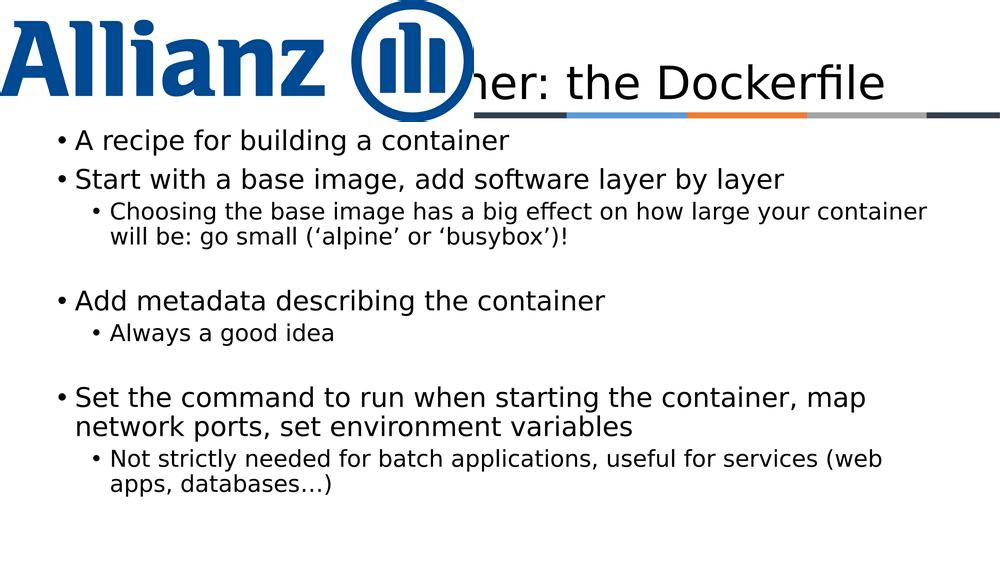 Allianz
ner: the Dockerfile
• A recipe for building a container
• Start with a base image, add software layer by layer
• Choosing the base image has a big effect on how large your container
will be: go small (‘alpine’ or ‘busybox’)!
• Add metadata describing the container
• Always a good idea
• Set the command to run when starting the container, map
network ports, set environment variables
• Not strictly needed for batch applications, useful for services (web
apps, databases...)